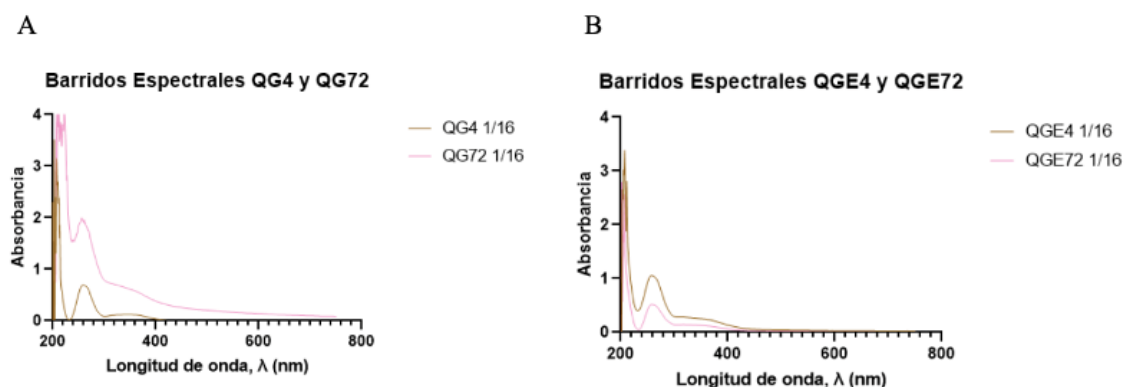 A
B
Barridos Espectrales QG4 y QG72
4
3
2
1
0
200
400
600
800
Absorbancia
Longitud de onda, λ (nm)
QG4 1/16
QG72 1/16
Barridos Espectrales QGE4 y QGE72
4
3
2
1
0
200
400
600
800
Absorbancia
Longitud de onda, λ (nm)
QGE4 1/16
QGE72 1/16